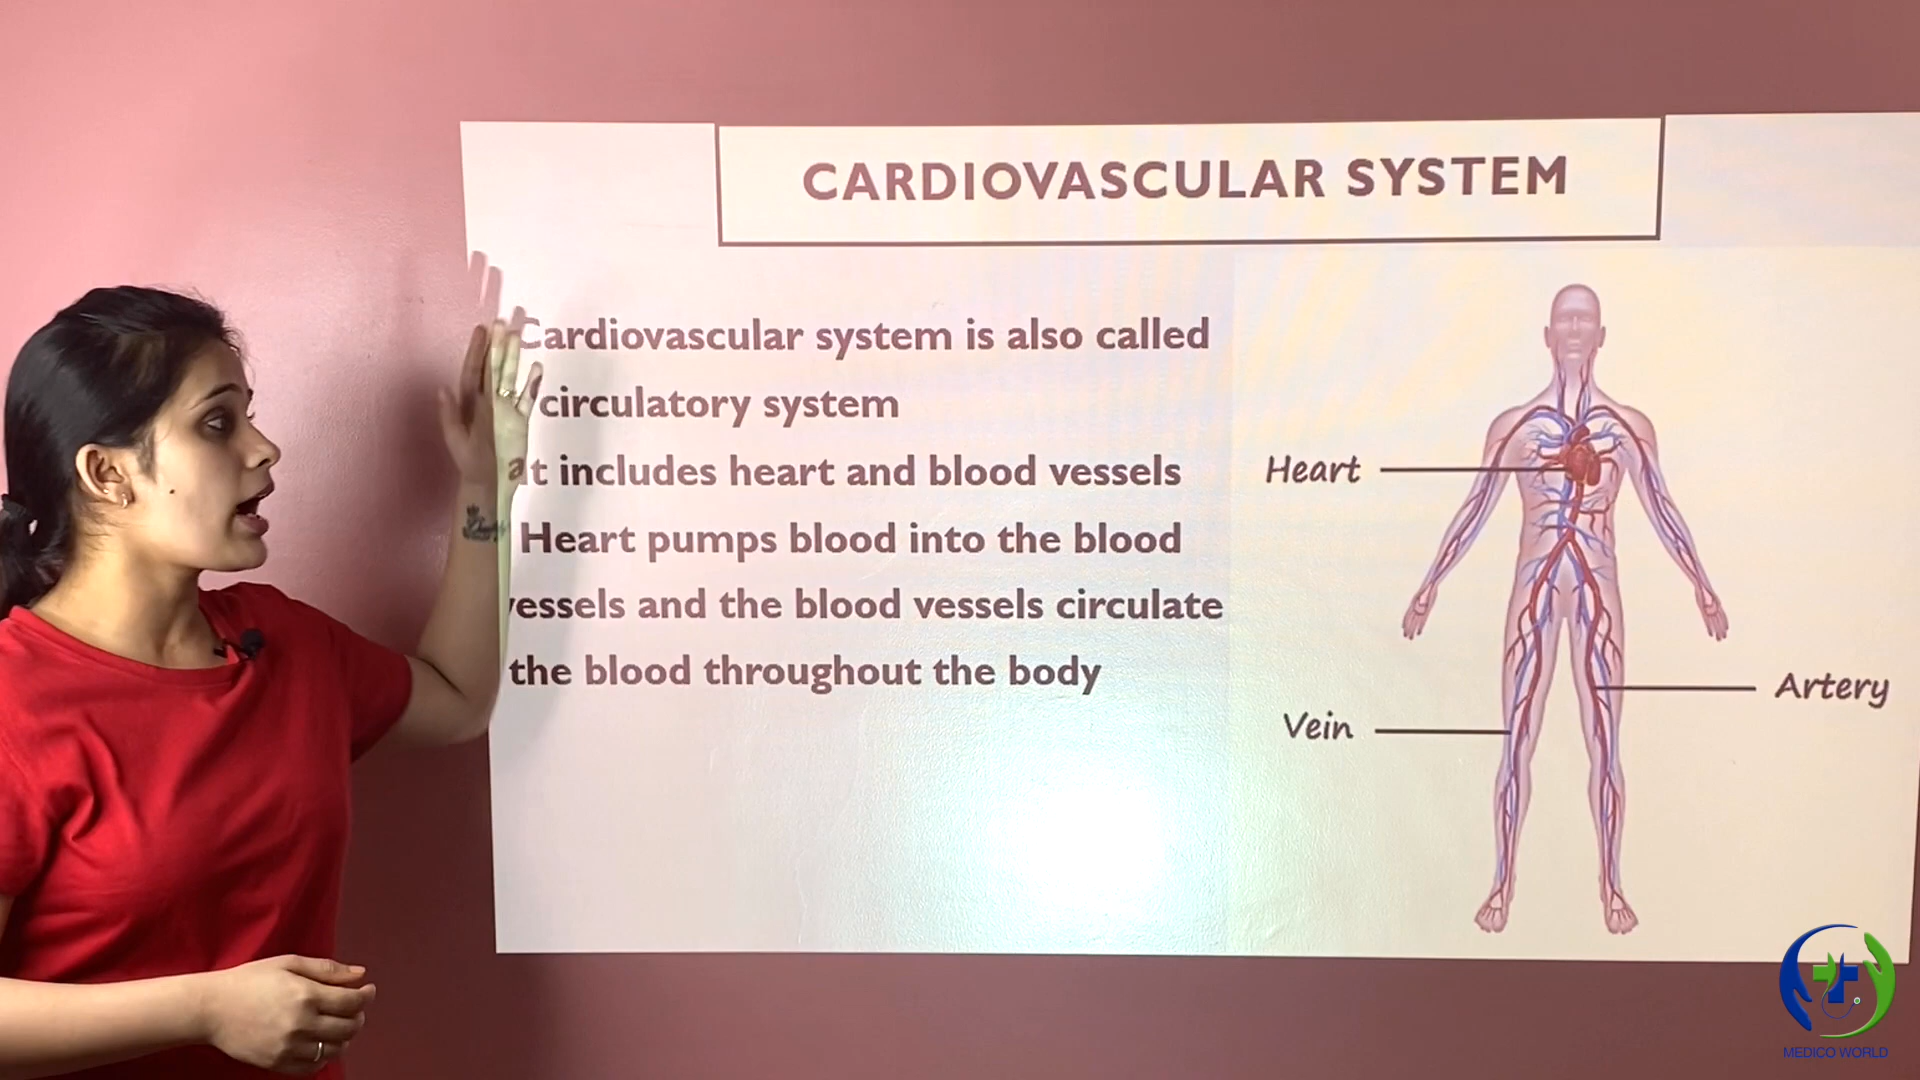 CARDIOVASCULAR SYSTEM
Cardiovascular system is also called
circulatory system
includes heart and blood vessels
Heart pumps blood into the blood
vessels and the blood vessels circulate
the blood throughout the body
Heart
Artery
Vein
MEDICO WORLD